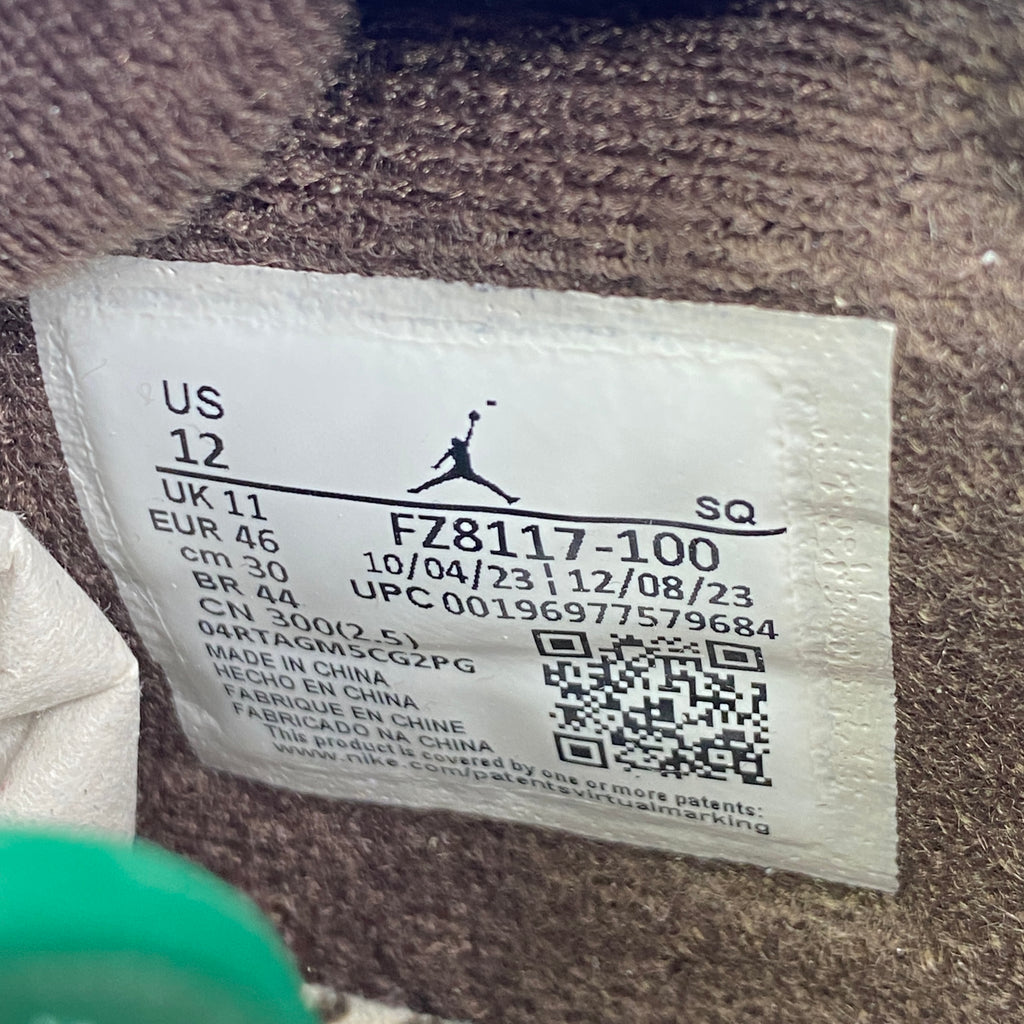 US
12
SQ
UK 11
EUR 46
cm 30
BR 44
CN 300(2.5)
04RTAGM5CG2PG
FZ8117-100
10/04/23 ¦ 12/08/23
UPC 00196977579684
MADE IN CHINA
HECHO EN CHINA
FABRIQUE EN CHINE
FABRICADO NA CHINA
This product is covered by one or more patents:
www.nike.com/patentsvirtualmarking